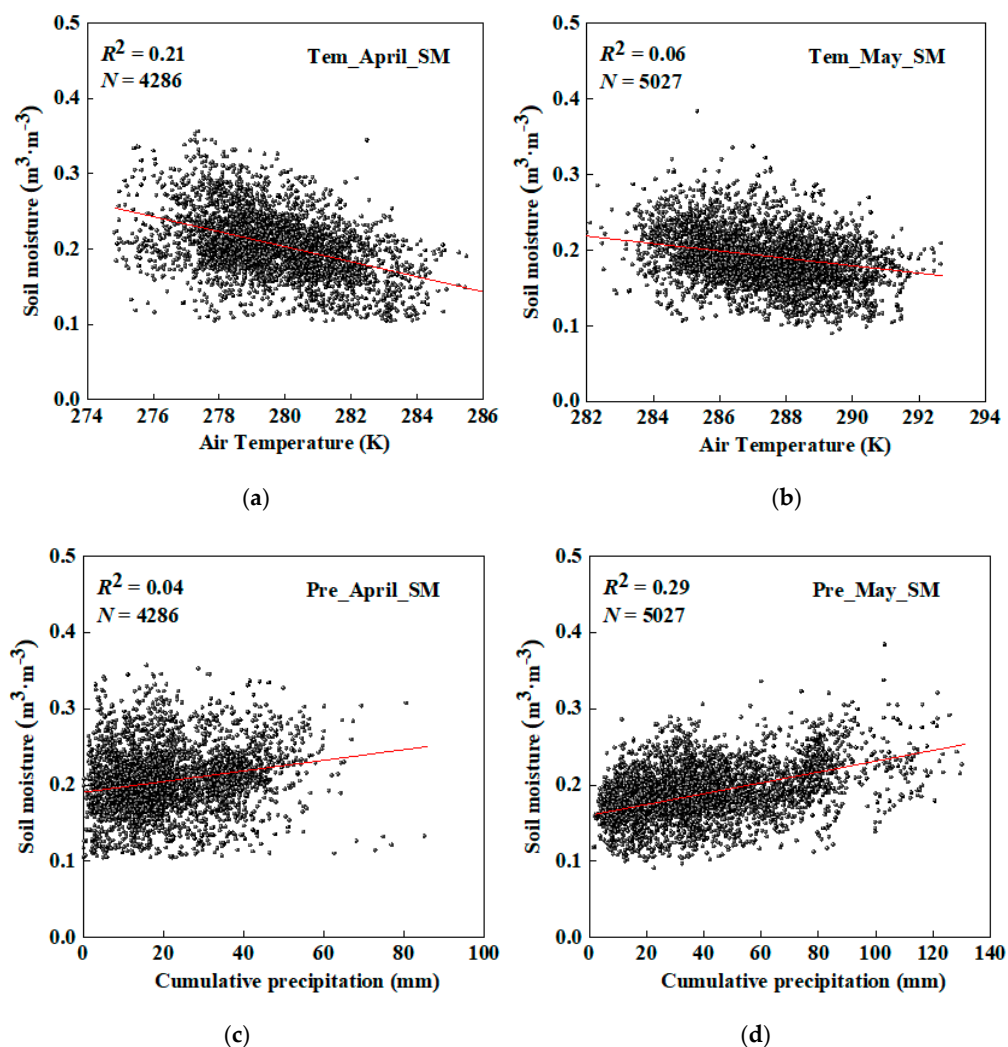 R² = 0.21
N = 4286
Tem_April_SM
Soil moisture (m³·m⁻³)
0.5
0.4
0.3
0.2
0.1
0.0
274 276 278 280 282 284 286
Air Temperature (K)
(a)
R² = 0.06
N = 5027
Tem_May_SM
Soil moisture (m³·m⁻³)
0.5
0.4
0.3
0.2
0.1
0.0
282 284 286 288 290 292 294
Air Temperature (K)
(b)
R² = 0.04
N = 4286
Pre_April_SM
Soil moisture (m³·m⁻³)
0.5
0.4
0.3
0.2
0.1
0.0
0 20 40 60 80 100
Cumulative precipitation (mm)
(c)
R² = 0.29
N = 5027
Pre_May_SM
Soil moisture (m³·m⁻³)
0.5
0.4
0.3
0.2
0.1
0.0
0 20 40 60 80 100 120 140
Cumulative precipitation (mm)
(d)